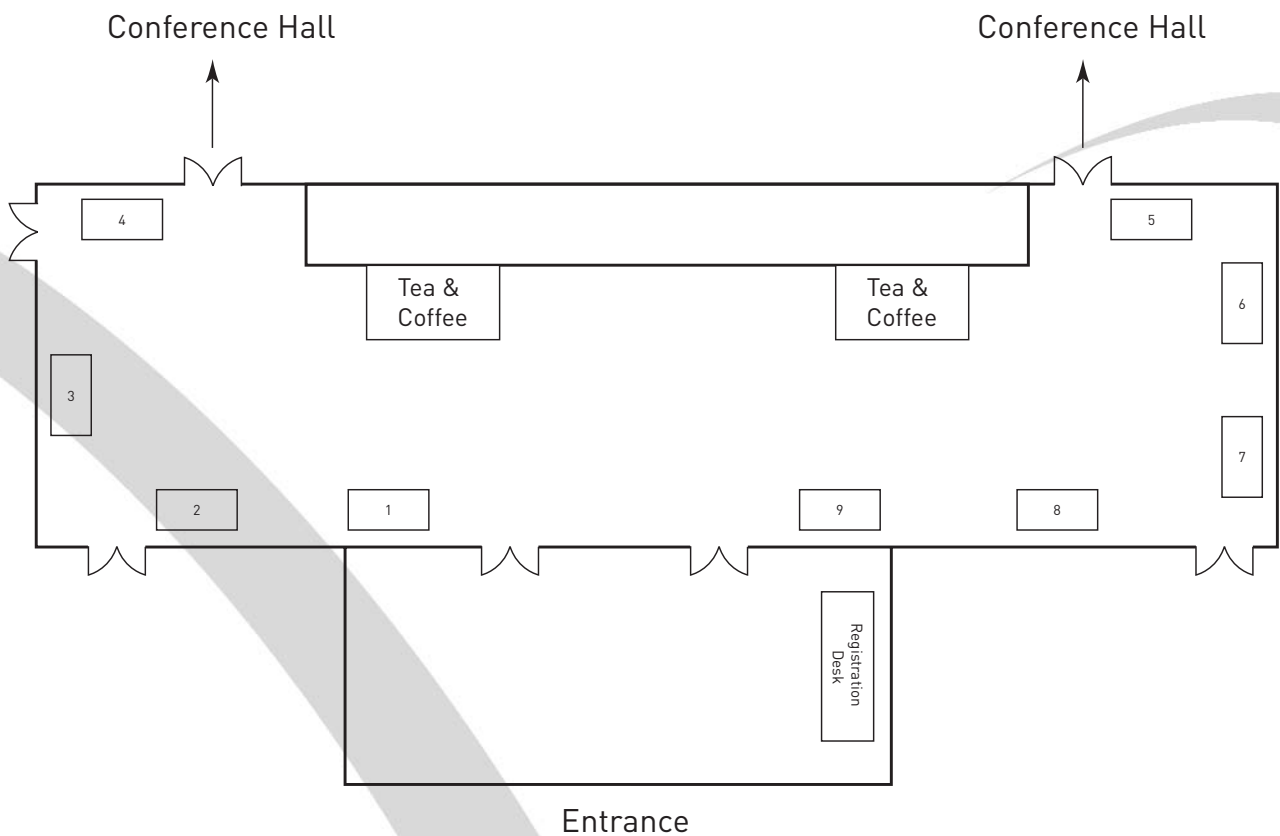 Conference Hall
Conference Hall
4
5
Tea &
Coffee
Tea &
Coffee
6
3
7
2
1
9
8
Registration
Desk
Entrance